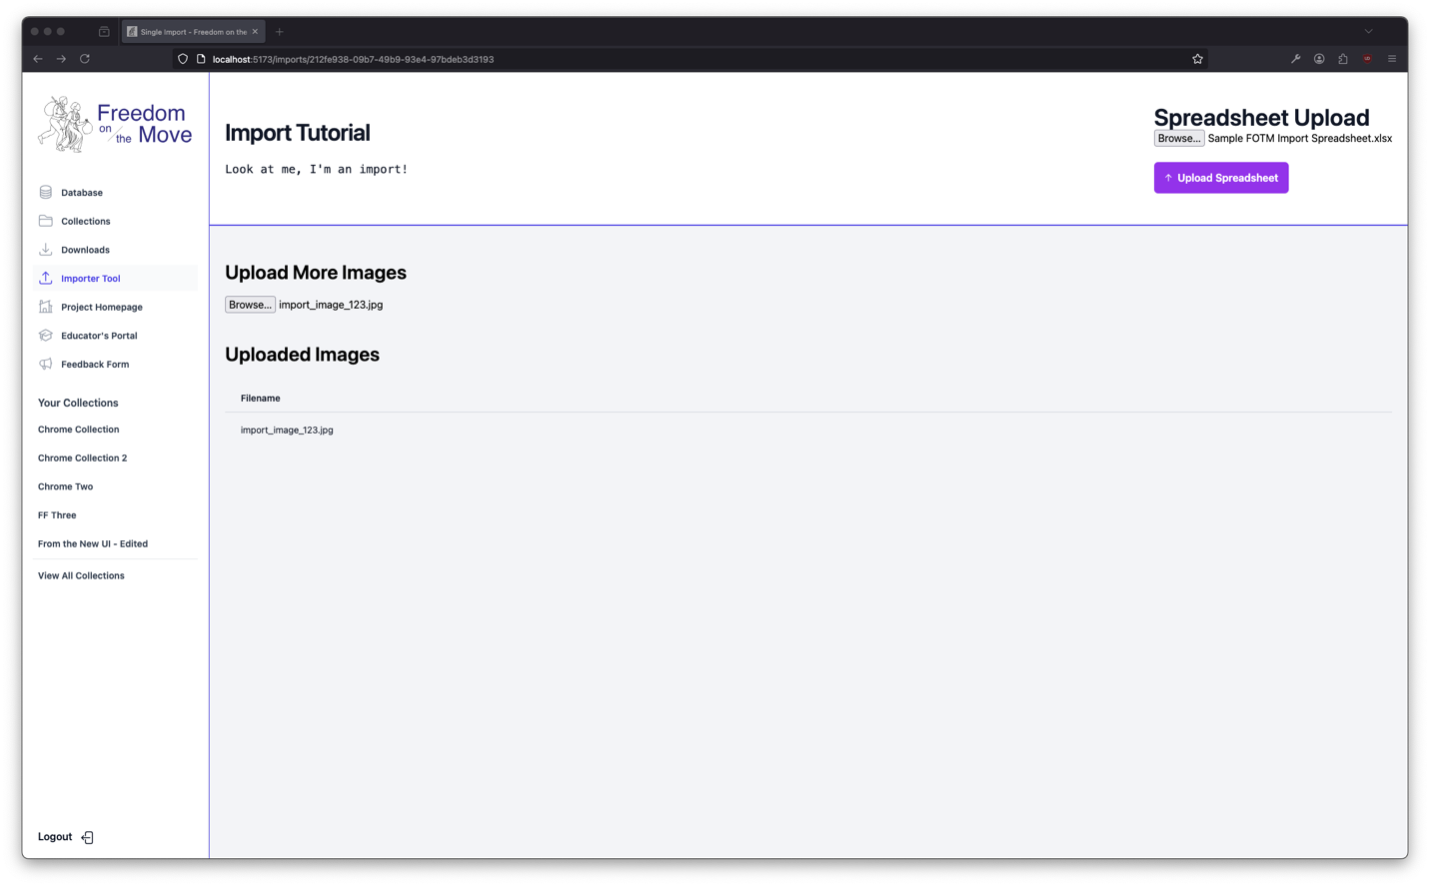 Single Import - Freedom on the
localhost:5173/imports/212fe938-09b7-49b9-93e4-97bdeb3d3193
Freedom
on the Move
Database
Collections
Downloads
Importer Tool
Project Homepage
Educator's Portal
Feedback Form
Your Collections
Chrome Collection
Chrome Collection 2
Chrome Two
FF Three
From the New UI - Edited
View All Collections
Logout
Import Tutorial
Look at me, I'm an import!
Spreadsheet Upload
Browse... Sample FOTM Import Spreadsheet.xlsx
Upload Spreadsheet
Upload More Images
Browse... import_image_123.jpg
Uploaded Images
Filename
import_image_123.jpg